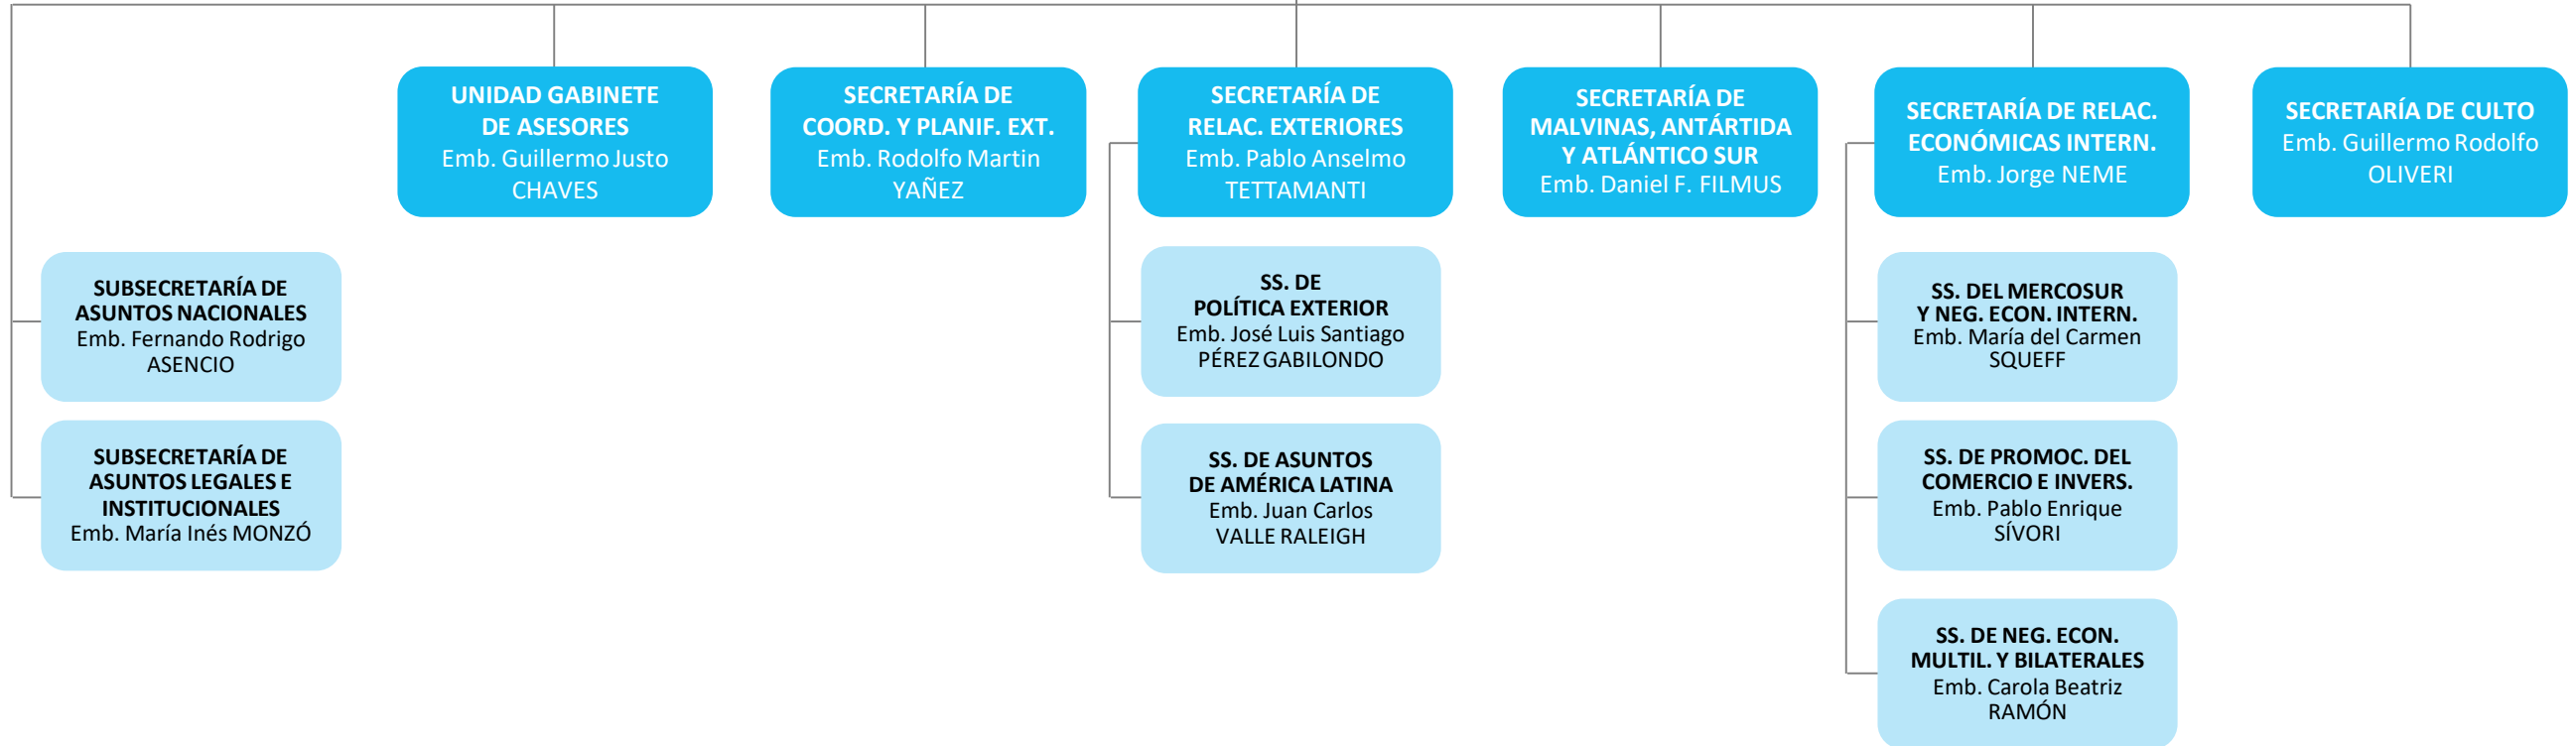 UNIDAD GABINETE
DE ASESORES
Emb. Guillermo Justo
CHAVES
SECRETARÍA DE
COORD. Y PLANIF. EXT.
Emb. Rodolfo Martin
YAÑEZ
SECRETARÍA DE
RELAC. EXTERIORES
Emb. Pablo Anselmo
TETTAMANTI
SECRETARÍA DE
MALVINAS, ANTÁRTIDA
Y ATLÁNTICO SUR
Emb. Daniel F. FILMUS
SECRETARÍA DE RELAC.
ECONÓMICAS INTERN.
Emb. Jorge NEME
SECRETARÍA DE CULTO
Emb. Guillermo Rodolfo
OLIVERI
SUBSECRETARÍA DE
ASUNTOS NACIONALES
Emb. Fernando Rodrigo
ASENCIO
SS. DE
POLÍTICA EXTERIOR
Emb. José Luis Santiago
PÉREZ GABILONDO
SS. DEL MERCOSUR
Y NEG. ECON. INTERN.
Emb. María del Carmen
SQUEFF
SUBSECRETARÍA DE
ASUNTOS LEGALES E
INSTITUCIONALES
Emb. María Inés MONZÓ
SS. DE ASUNTOS
DE AMÉRICA LATINA
Emb. Juan Carlos
VALLE RALEIGH
SS. DE PROMOC. DEL
COMERCIO E INVERS.
Emb. Pablo Enrique
SÍVORI
SS. DE NEG. ECON.
MULTIL. Y BILATERALES
Emb. Carola Beatriz
RAMÓN